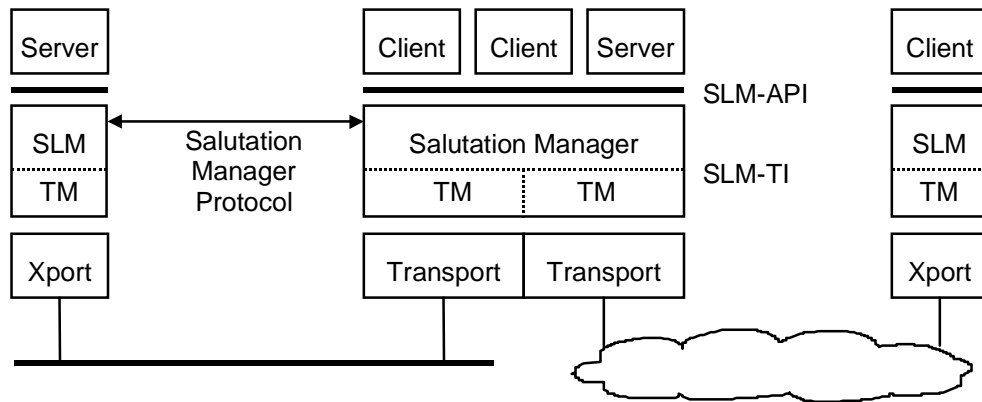 Server
Client
Client
Server
Client
SLM-API
SLM
Salutation
Manager
Protocol
Salutation Manager
SLM
TM
TM
TM
SLM-TI
TM
Xport
Transport
Transport
Xport